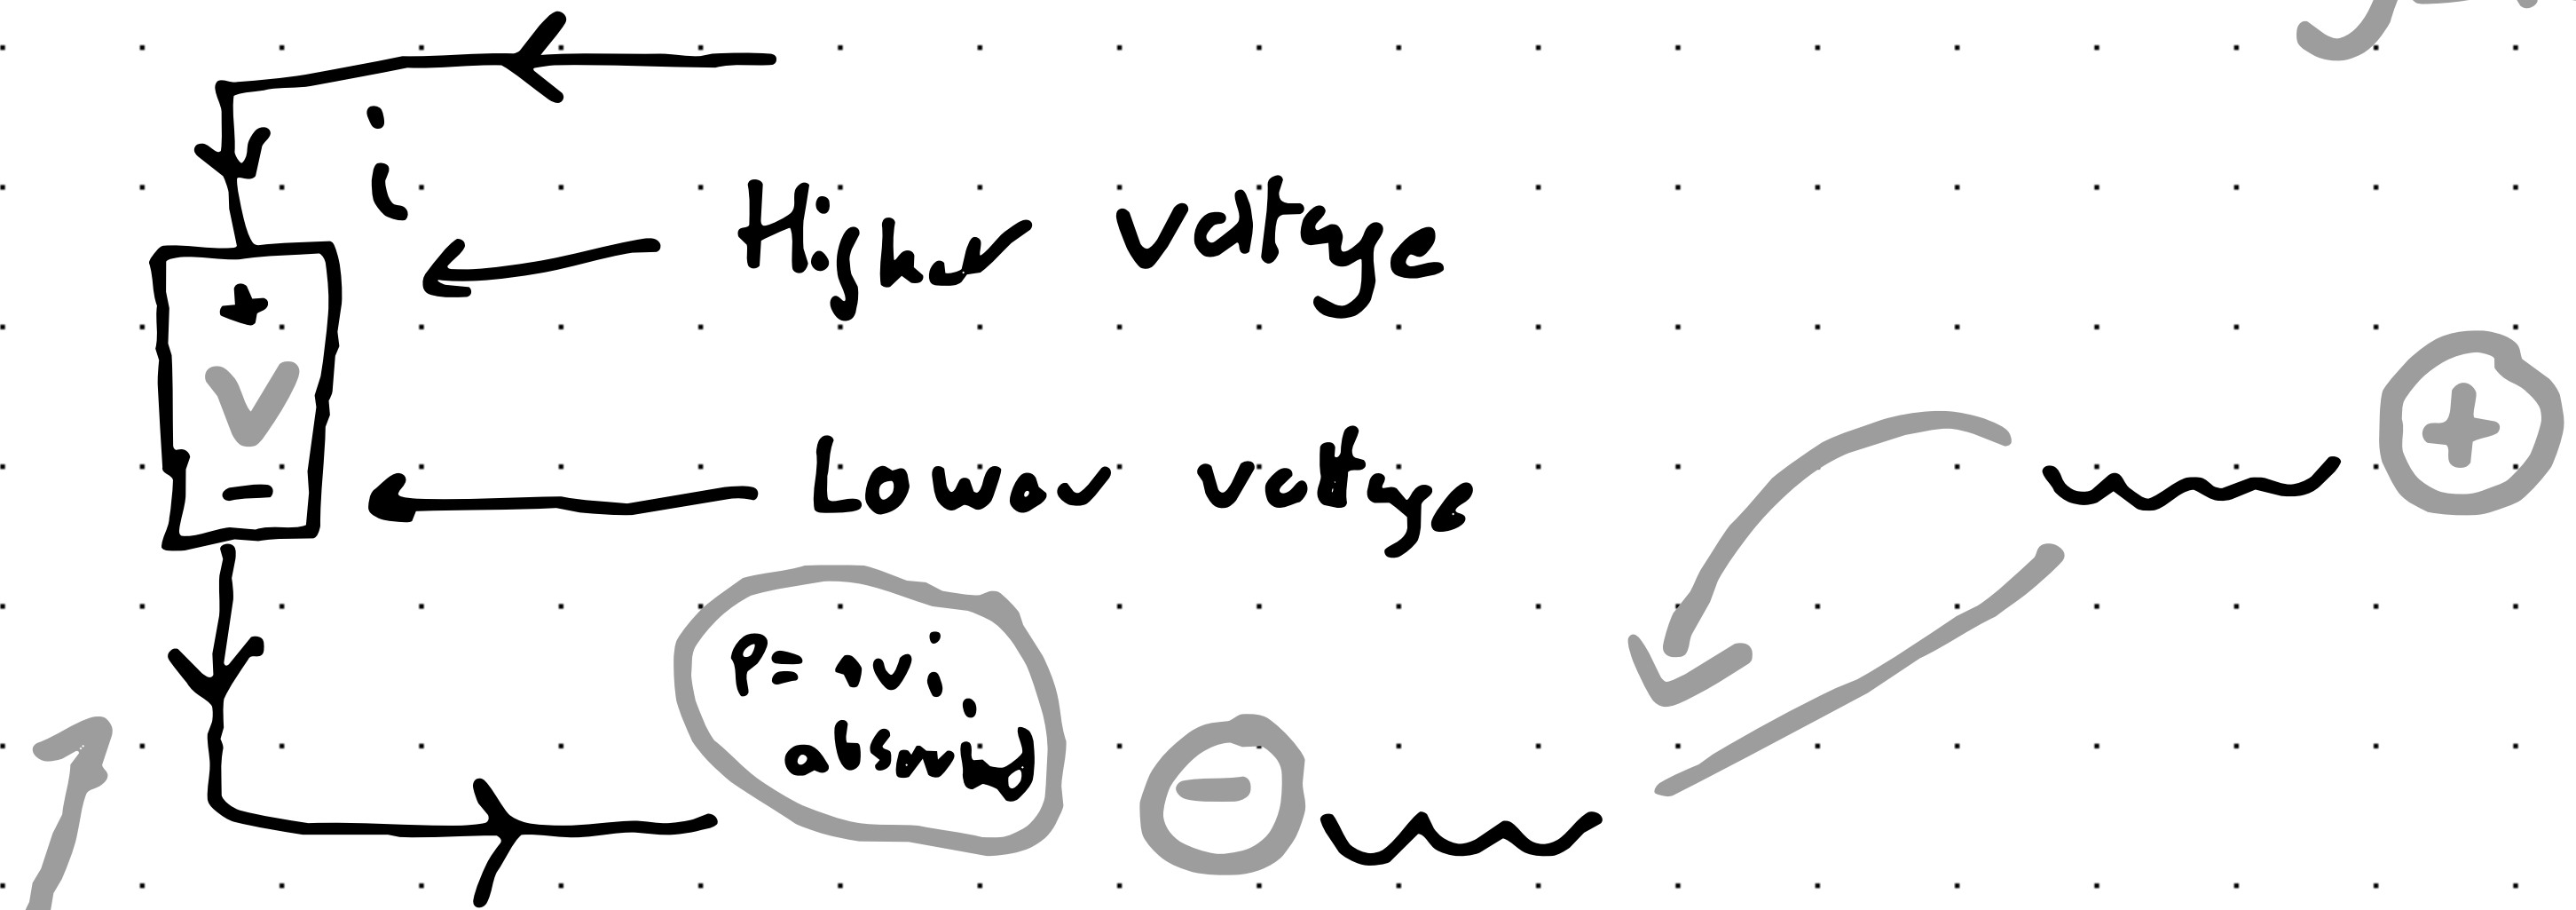 i
Higher voltage
+
V
Lower voltage
-
+
P= +vi,
absorbed
-